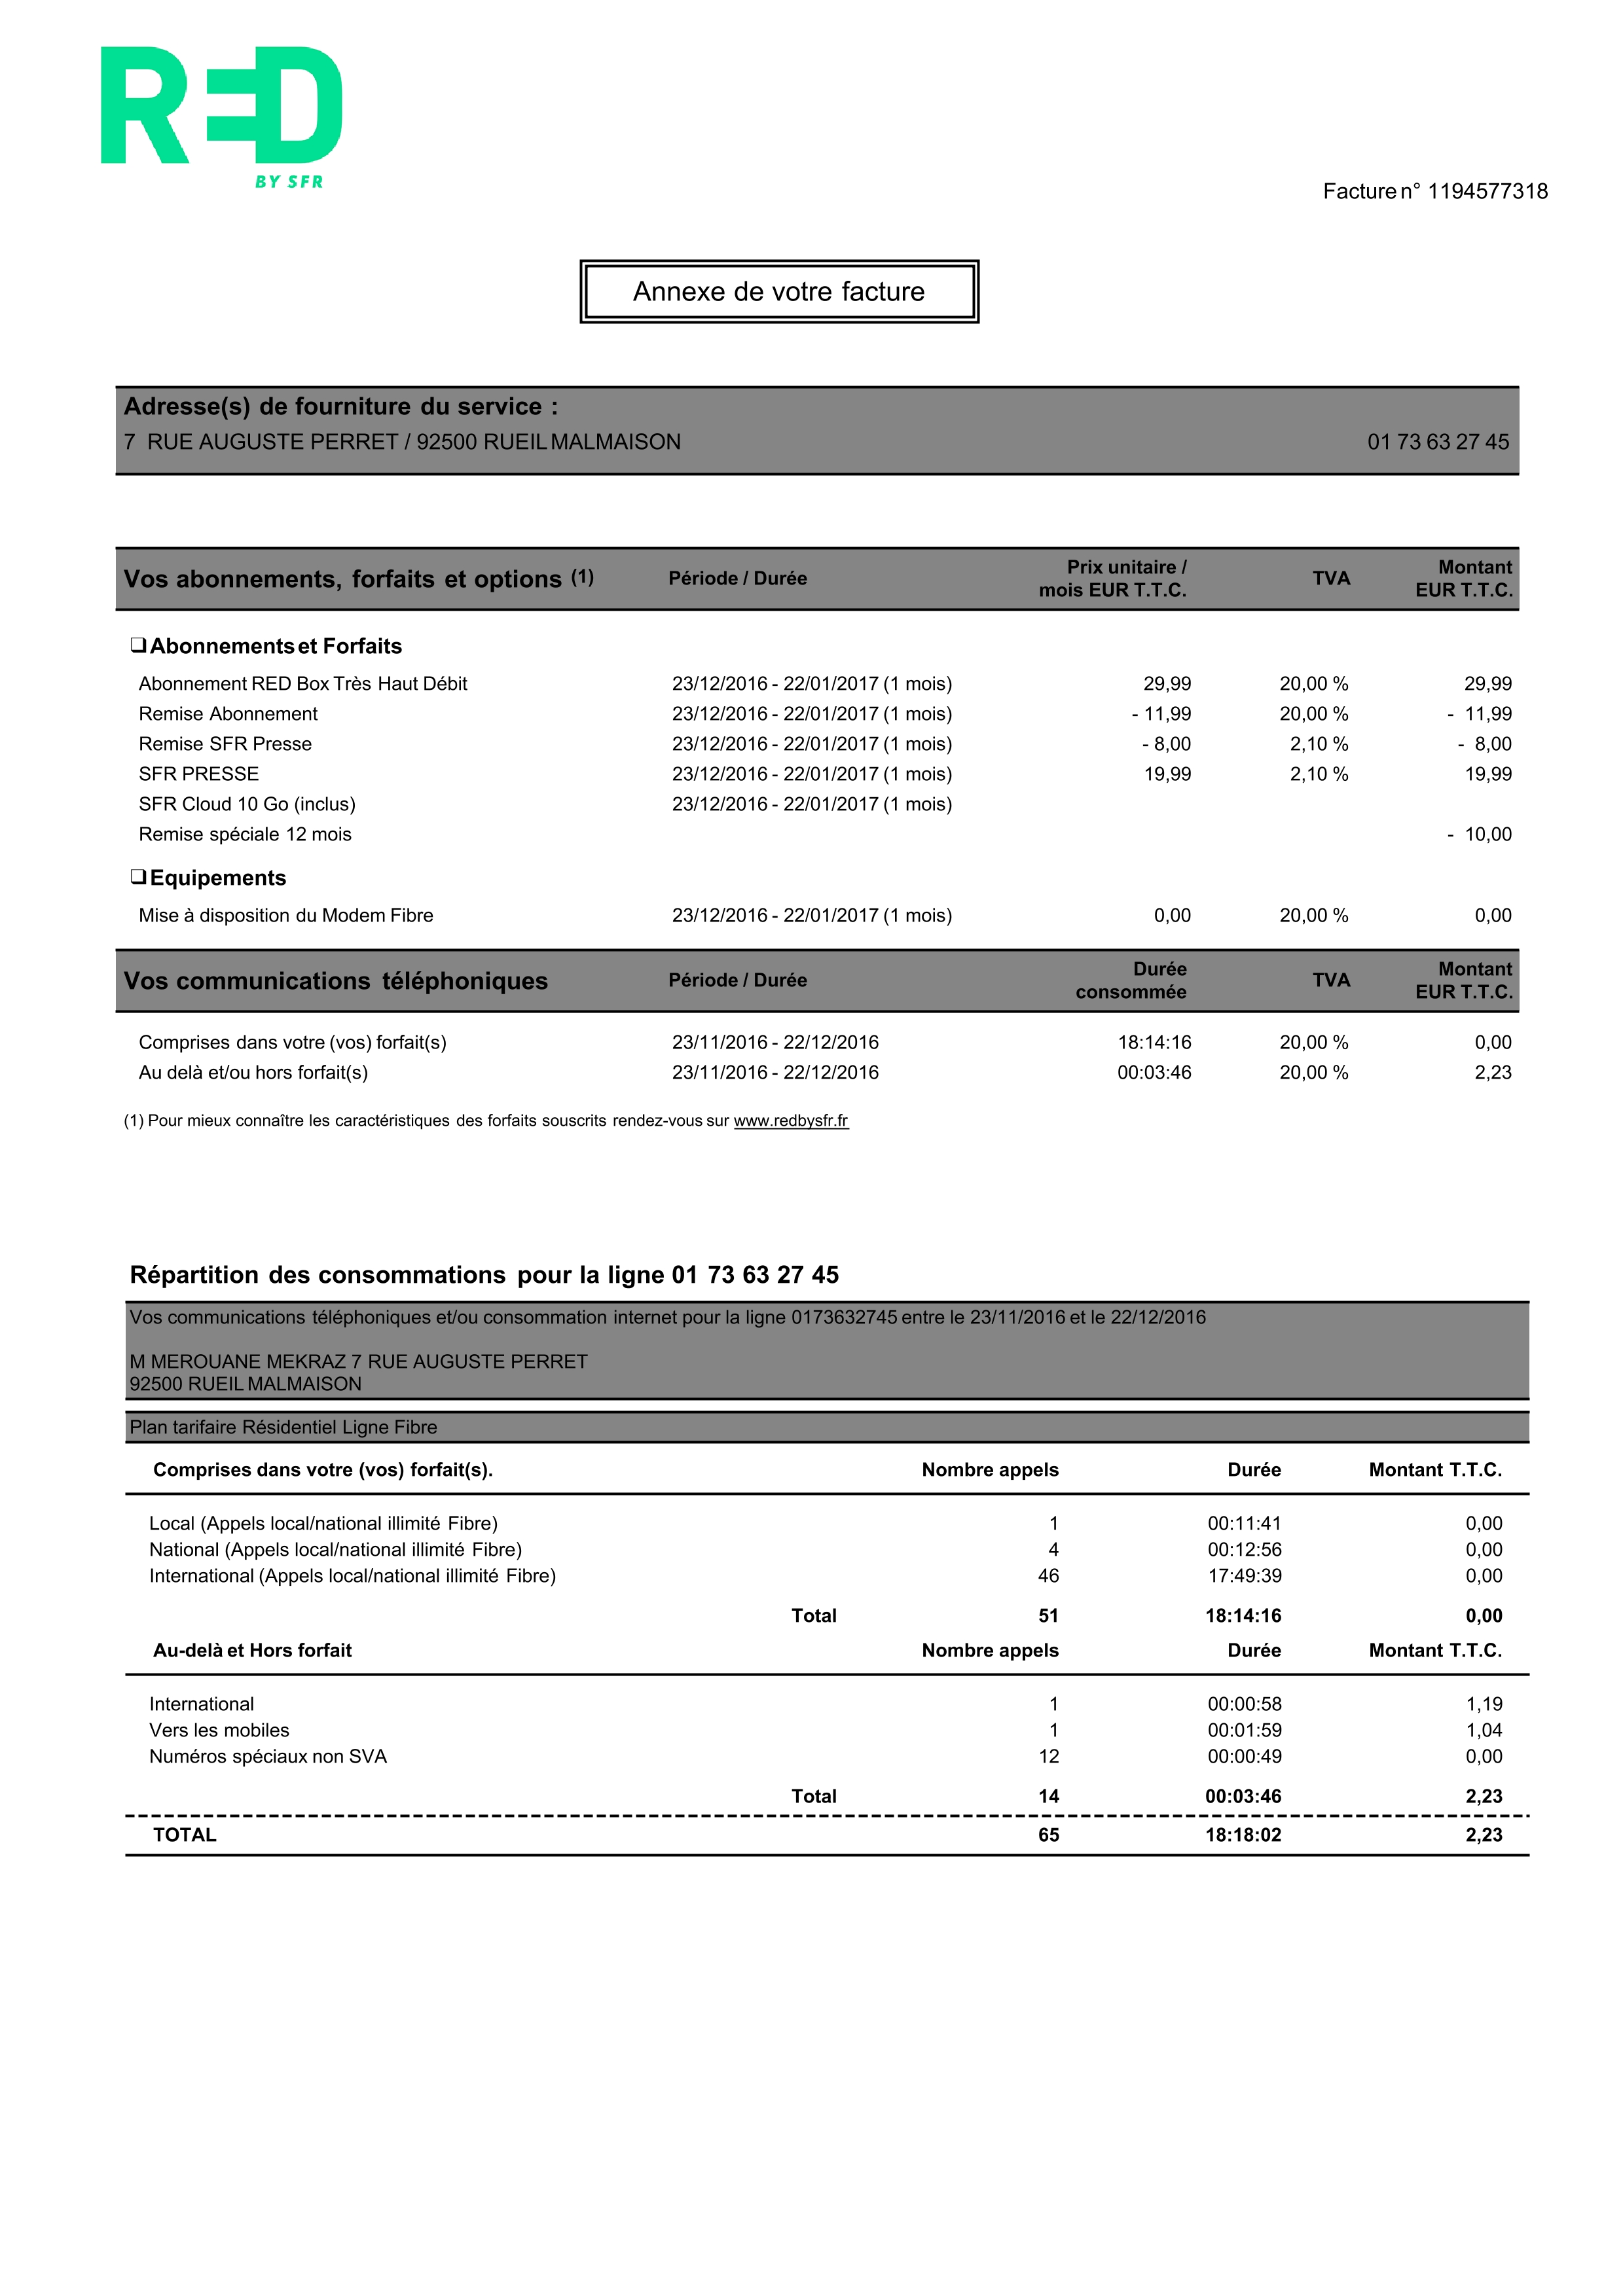 RED
BY SFR
Facture n° 1194577318
Annexe de votre facture
Adresse(s) de fourniture du service :
7 RUE AUGUSTE PERRET / 92500 RUEIL MALMAISON 01 73 63 27 45
Vos abonnements, forfaits et options (1) Période / Durée Prix unitaire / mois EUR T.T.C. TVA Montant EUR T.T.C.
❑ Abonnements et Forfaits
Abonnement RED Box Très Haut Débit 23/12/2016 - 22/01/2017 (1 mois) 29,99 20,00 % 29,99
Remise Abonnement 23/12/2016 - 22/01/2017 (1 mois) - 11,99 20,00 % - 11,99
Remise SFR Presse 23/12/2016 - 22/01/2017 (1 mois) - 8,00 2,10 % - 8,00
SFR PRESSE 23/12/2016 - 22/01/2017 (1 mois) 19,99 2,10 % 19,99
SFR Cloud 10 Go (inclus) 23/12/2016 - 22/01/2017 (1 mois)
Remise spéciale 12 mois - 10,00
❑ Equipements
Mise à disposition du Modem Fibre 23/12/2016 - 22/01/2017 (1 mois) 0,00 20,00 % 0,00
Vos communications téléphoniques Période / Durée Durée consommée TVA Montant EUR T.T.C.
Comprises dans votre (vos) forfait(s) 23/11/2016 - 22/12/2016 18:14:16 20,00 % 0,00
Au delà et/ou hors forfait(s) 23/11/2016 - 22/12/2016 00:03:46 20,00 % 2,23
(1) Pour mieux connaître les caractéristiques des forfaits souscrits rendez-vous sur www.redbysfr.fr
Répartition des consommations pour la ligne 01 73 63 27 45
Vos communications téléphoniques et/ou consommation internet pour la ligne 0173632745 entre le 23/11/2016 et le 22/12/2016
M MEROUANE MEKRAZ 7 RUE AUGUSTE PERRET
92500 RUEIL MALMAISON
Plan tarifaire Résidentiel Ligne Fibre
Comprises dans votre (vos) forfait(s). Nombre appels Durée Montant T.T.C.
Local (Appels local/national illimité Fibre) 1 00:11:41 0,00
National (Appels local/national illimité Fibre) 4 00:12:56 0,00
International (Appels local/national illimité Fibre) 46 17:49:39 0,00
Total 51 18:14:16 0,00
Au-delà et Hors forfait Nombre appels Durée Montant T.T.C.
International 1 00:00:58 1,19
Vers les mobiles 1 00:01:59 1,04
Numéros spéciaux non SVA 12 00:00:49 0,00
Total 14 00:03:46 2,23
TOTAL 65 18:18:02 2,23